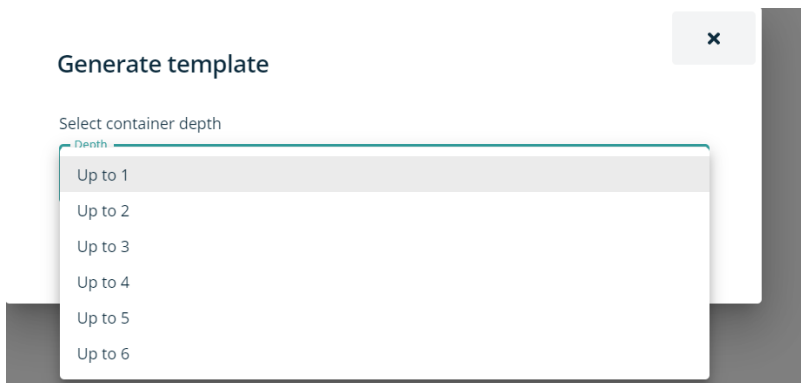 Generate template
Select container depth
Depth
Up to 1
Up to 2
Up to 3
Up to 4
Up to 5
Up to 6